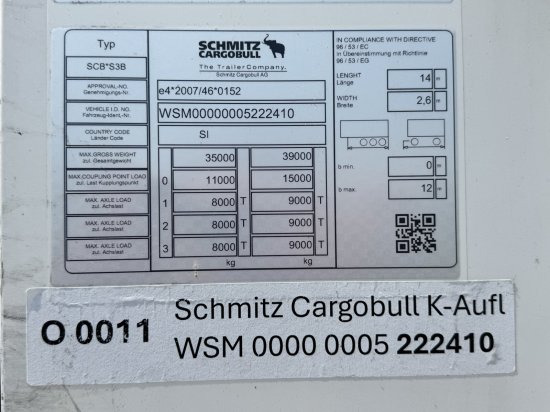 Typ
SCB*S3B
APPROVAL-NO.
Genehmigungs-Nr.
VEHICLE I.D. NO.
Fahrzeug-Ident.-Nr.
COUNTRY CODE
Länder Code
MAX.GROSS WEIGHT
zul. Gesamtgewicht
MAX.COUPLING POINT LOAD
zul. Last Kupplungspunkt
MAX. AXLE LOAD
zul. Achslast
MAX. AXLE LOAD
zul. Achslast
MAX. AXLE LOAD
zul. Achslast
SCHMITZ
CARGOBULL
The Trailer Company.
Schmitz Cargobull AG
e4*2007/46*0152
WSM00000005222410
SI
35000 39000
0 11000 15000
1 8000 T 9000 T
2 8000 T 9000 T
3 8000 T 9000 T
kg kg
IN COMPLIANCE WITH DIRECTIVE
96 / 53 / EC
in Übereinstimmung mit Richtlinie
96 / 53 / EG
LENGHT
Länge
14 m
WIDTH
Breite
2,6 m
b min. 0 m
b max. 12 m
O 0011
Schmitz Cargobull K-Aufl
WSM 0000 0005 222410